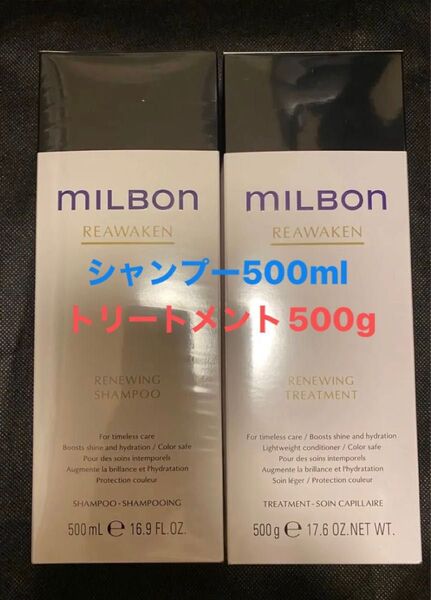 MILBON
REAWAKEN
RENEWING
SHAMPOO
For timeless care
Boosts shine and hydration / Color safe
Pour des soins intemporels
Augmente la brillance et l'hydratation
Protection couleur
SHAMPOO-SHAMPOOING
500 mL ℮ 16.9 FL.OZ.
MILBON
REAWAKEN
RENEWING
TREATMENT
For timeless care / Boosts shine and hydration
Lightweight conditioner / Color safe
Pour des soins intemporels
Augmente la brillance et l'hydratation
Soin léger / Protection couleur
TREATMENT-SOIN CAPILLAIRE
500 g ℮ 17.6 OZ.NET WT.
シャンプー500ml
トリートメント500g